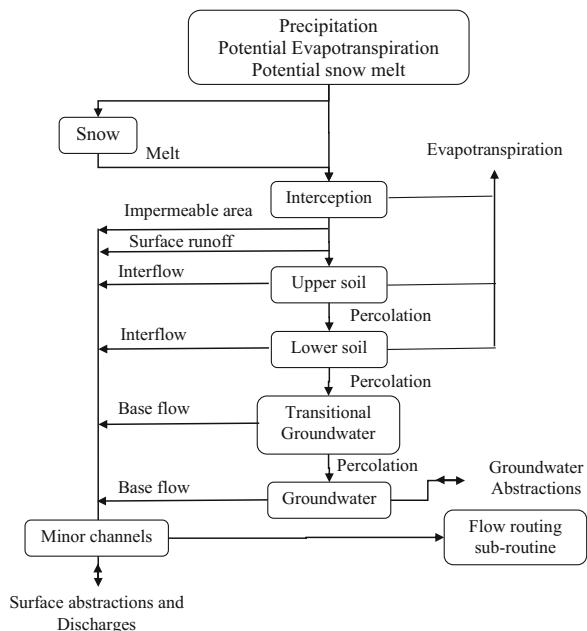 Precipitation
Potential Evapotranspiration
Potential snow melt
Snow
Melt
Evapotranspiration
Interception
Impermeable area
Surface runoff
Interflow
Upper soil
Percolation
Interflow
Lower soil
Percolation
Base flow
Transitional
Groundwater
Percolation
Groundwater
Abstractions
Base flow
Groundwater
Minor channels
Flow routing
sub-routine
Surface abstractions and
Discharges